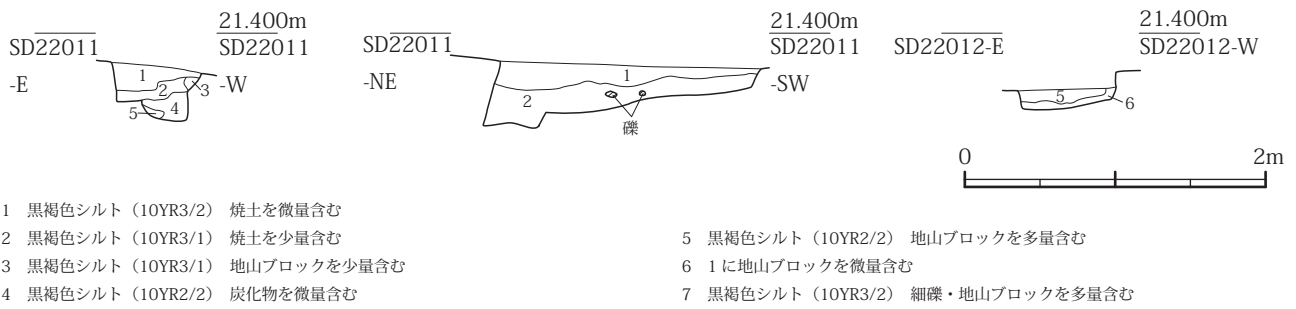 21.400m
SD22011 SD22011
-E -W
1
2
3
4
5
21.400m
SD22011 SD22011
-NE -SW
1
2
礫
21.400m
SD22012-E SD22012-W
5
6
0 2m
1 黒褐色シルト（10YR3/2） 焼土を微量含む
2 黒褐色シルト（10YR3/1） 焼土を少量含む
3 黒褐色シルト（10YR3/1） 地山ブロックを少量含む
4 黒褐色シルト（10YR2/2） 炭化物を微量含む
5 黒褐色シルト（10YR2/2） 地山ブロックを多量含む
6 1に地山ブロックを微量含む
7 黒褐色シルト（10YR3/2） 細礫・地山ブロックを多量含む